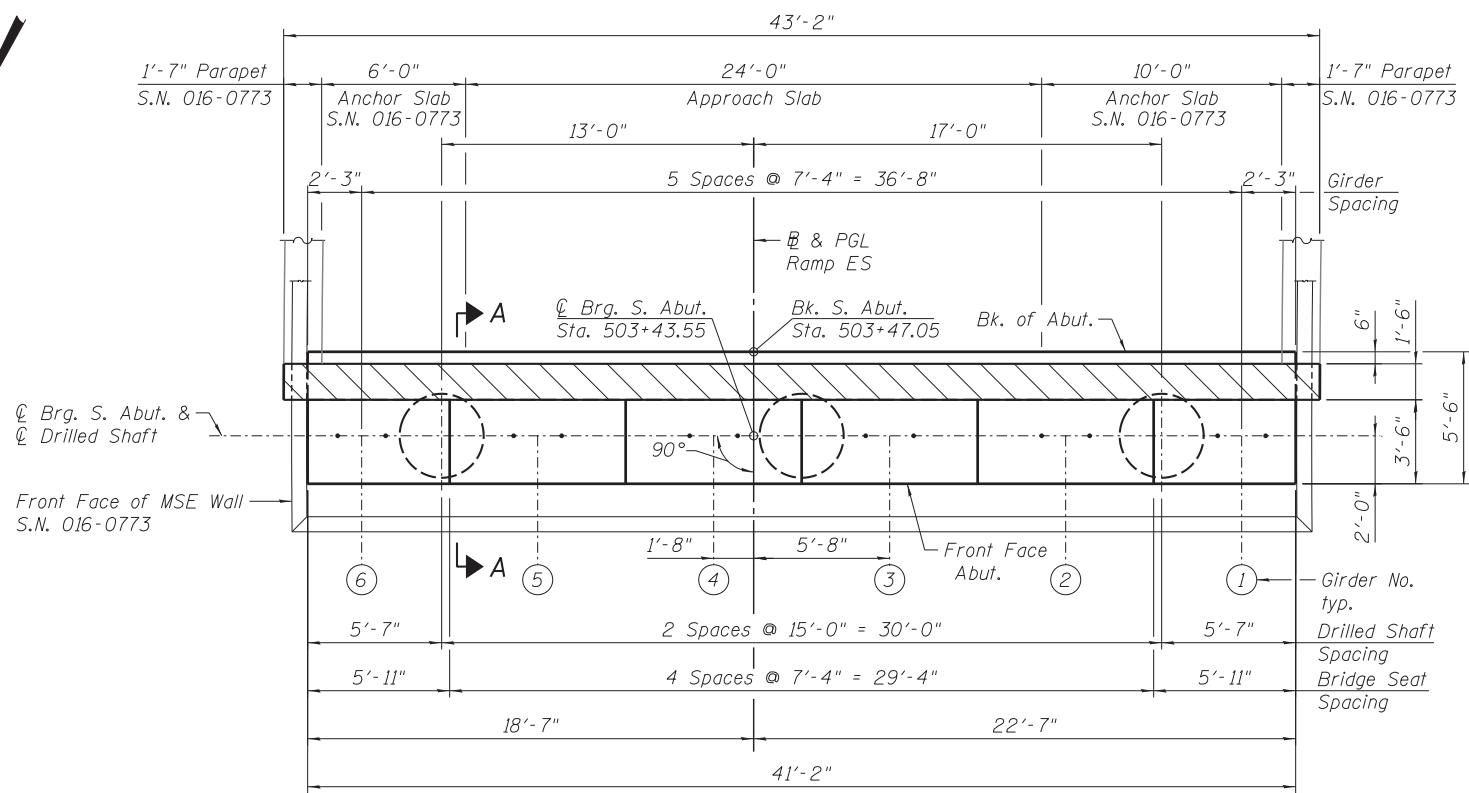 43'-2"
1'-7" Parapet
S.N. 016-0773
6'-0"
Anchor Slab
S.N. 016-0773
24'-0"
Approach Slab
10'-0"
Anchor Slab
S.N. 016-0773
1'-7" Parapet
S.N. 016-0773
13'-0"
17'-0"
2'-3"
5 Spaces @ 7'-4" = 36'-8"
2'-3"
Girder
Spacing
℄ & PGL
Ramp ES
A
℄ Brg. S. Abut.
Sta. 503+43.55
Bk. S. Abut.
Sta. 503+47.05
Bk. of Abut.
6"
1'-6"
℄ Brg. S. Abut. &
℄ Drilled Shaft
90°
3'-6"
5'-6"
Front Face of MSE Wall
S.N. 016-0773
2'-0"
A
1'-8"
5'-8"
Front Face
Abut.
6
5
4
3
2
1
Girder No.
typ.
5'-7"
2 Spaces @ 15'-0" = 30'-0"
5'-7"
Drilled Shaft
Spacing
5'-11"
4 Spaces @ 7'-4" = 29'-4"
5'-11"
Bridge Seat
Spacing
18'-7"
22'-7"
41'-2"